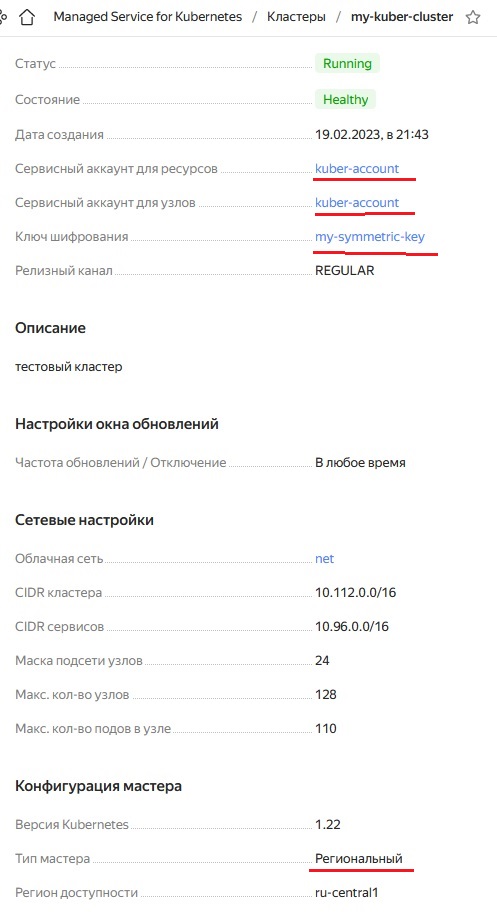 Managed Service for Kubernetes / Кластеры / my-kuber-cluster
Статус Running
Состояние Healthy
Дата создания 19.02.2023, в 21:43
Сервисный аккаунт для ресурсов kuber-account
Сервисный аккаунт для узлов kuber-account
Ключ шифрования my-symmetric-key
Релизный канал REGULAR
Описание
тестовый кластер
Настройки окна обновлений
Частота обновлений / Отключение В любое время
Сетевые настройки
Облачная сеть net
CIDR кластера 10.112.0.0/16
CIDR сервисов 10.96.0.0/16
Маска подсети узлов 24
Макс. кол-во узлов 128
Макс. кол-во подов в узле 110
Конфигурация мастера
Версия Kubernetes 1.22
Тип мастера Региональный
Регион доступности ru-central1